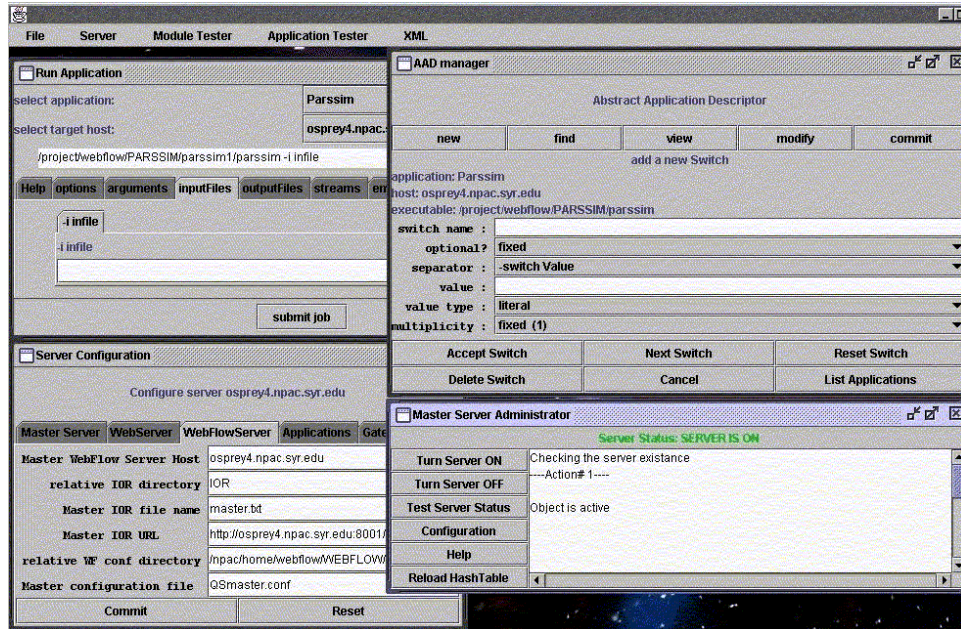 File Server Module Tester Application Tester XML
Run Application
select application: Parssim
select target host: osprey4.npac.s
/project/webflow/PARSSIM/parssim1/parssim -i infile
Help options arguments inputFiles outputFiles streams em
-i infile
-i infile
submit job
AAD manager
Abstract Application Descriptor
new find view modify commit
add a new Switch
application: Parssim
host: osprey4.npac.syr.edu
executable: /project/webflow/PARSSIM/parssim
switch name :
optional? fixed
separator : -switch Value
value :
value type : literal
multiplicity : fixed (1)
Accept Switch Next Switch Reset Switch
Delete Switch Cancel List Applications
Server Configuration
Configure server osprey4.npac.syr.edu
Master Server WebServer WebFlowServer Applications Gate
Master WebFlow Server Host osprey4.npac.syr.edu
relative IOR directory IOR
Master IOR file name master.txt
Master IOR URL http://osprey4.npac.syr.edu:8001/
relative WF conf directory /npac/home/webflow/WEBFLOW/
Master configuration file QSmaster.conf
Commit Reset
Master Server Administrator
Server Status: SERVER IS ON
Turn Server ON
Turn Server OFF
Test Server Status
Configuration
Help
Reload HashTable
Checking the server existance
----Action# 1----
Object is active